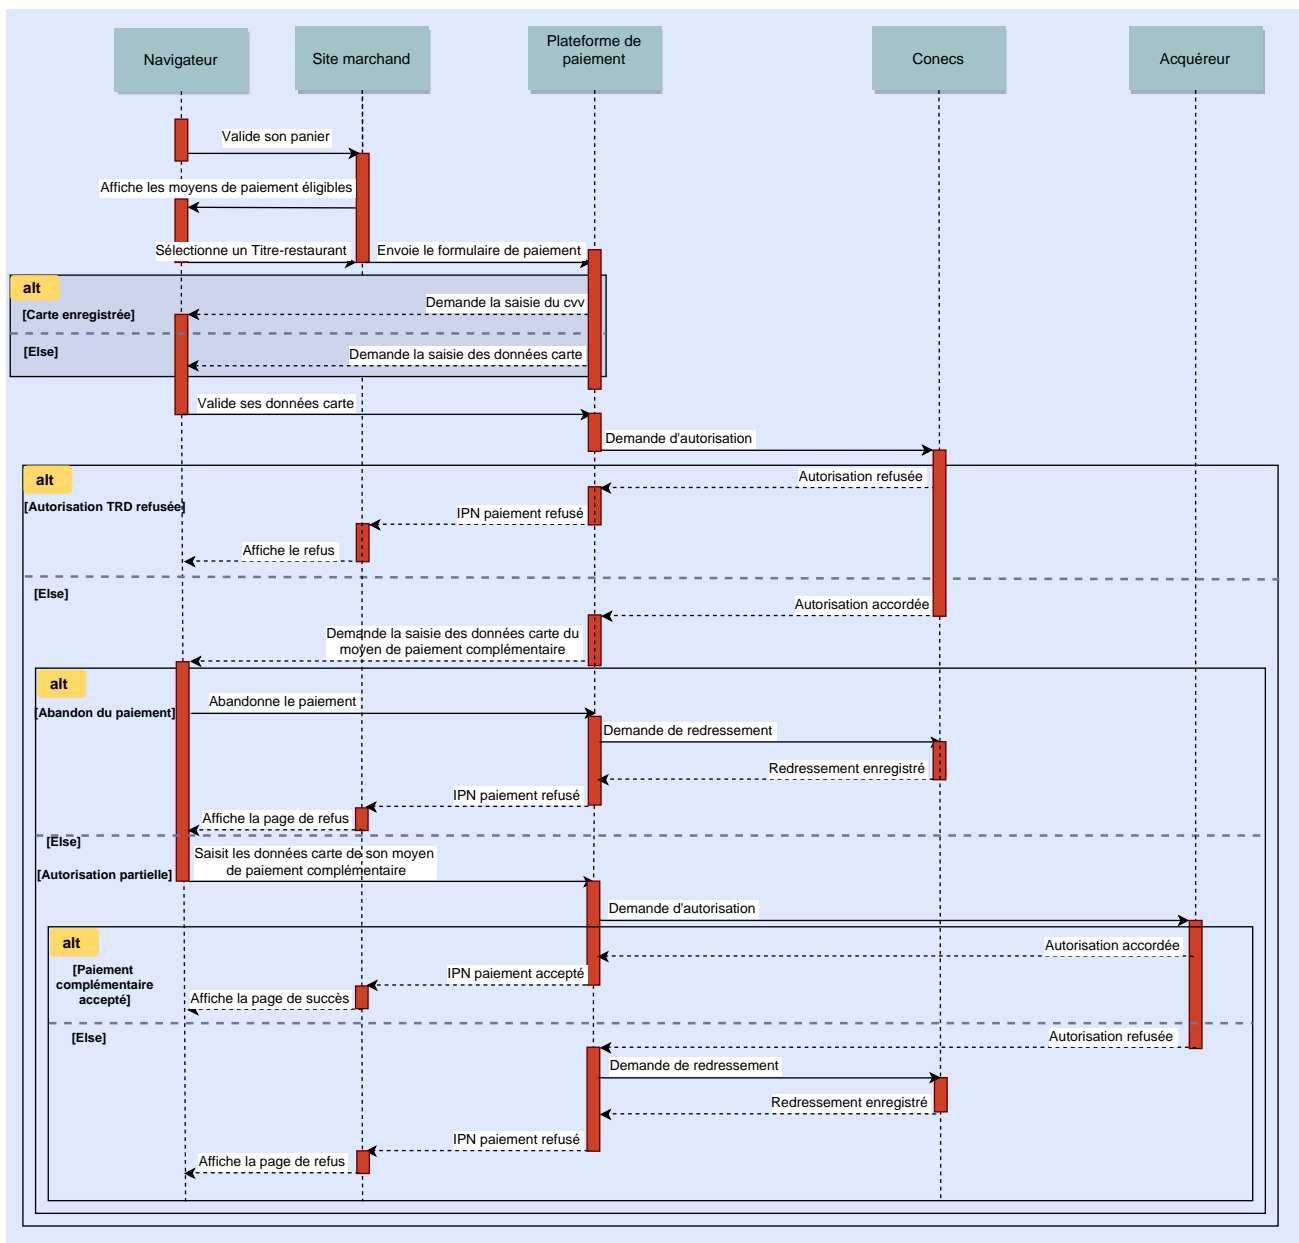 Navigateur
Site marchand
Plateforme de
paiement
Conecs
Acquéreur
Valide son panier
Affiche les moyens de paiement éligibles
Sélectionne un Titre-restaurant
Envoie le formulaire de paiement
alt
Demande la saisie du cvv
[Carte enregistrée]
[Else]
Demande la saisie des données carte
Valide ses données carte
Demande d'autorisation
alt
Autorisation refusée
[Autorisation TRD refusée]
IPN paiement refusé
Affiche le refus
[Else]
Autorisation accordée
Demande la saisie des données carte du
moyen de paiement complémentaire
alt
Abandonne le paiement
[Abandon du paiement]
Demande de redressement
Redressement enregistré
IPN paiement refusé
Affiche la page de refus
[Else]
Saisit les données carte de son moyen
de paiement complémentaire
[Autorisation partielle]
Demande d'autorisation
alt
Autorisation accordée
[Paiement
complémentaire
accepté]
IPN paiement accepté
Affiche la page de succès
[Else]
Autorisation refusée
Demande de redressement
Redressement enregistré
IPN paiement refusé
Affiche la page de refus